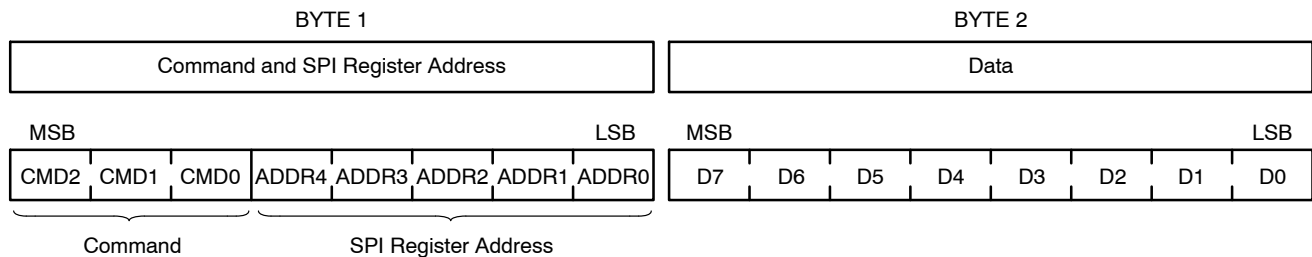 BYTE 1 BYTE 2
Command and SPI Register Address Data
MSB LSB MSB LSB
CMD2 CMD1 CMD0 ADDR4 ADDR3 ADDR2 ADDR1 ADDR0 D7 D6 D5 D4 D3 D2 D1 D0
Command SPI Register Address